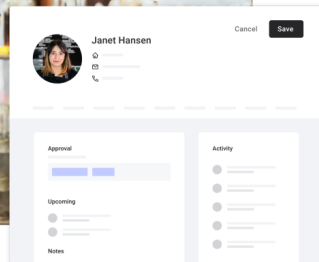 Cancel Save
Janet Hansen
Approval
Activity
Upcoming
Notes